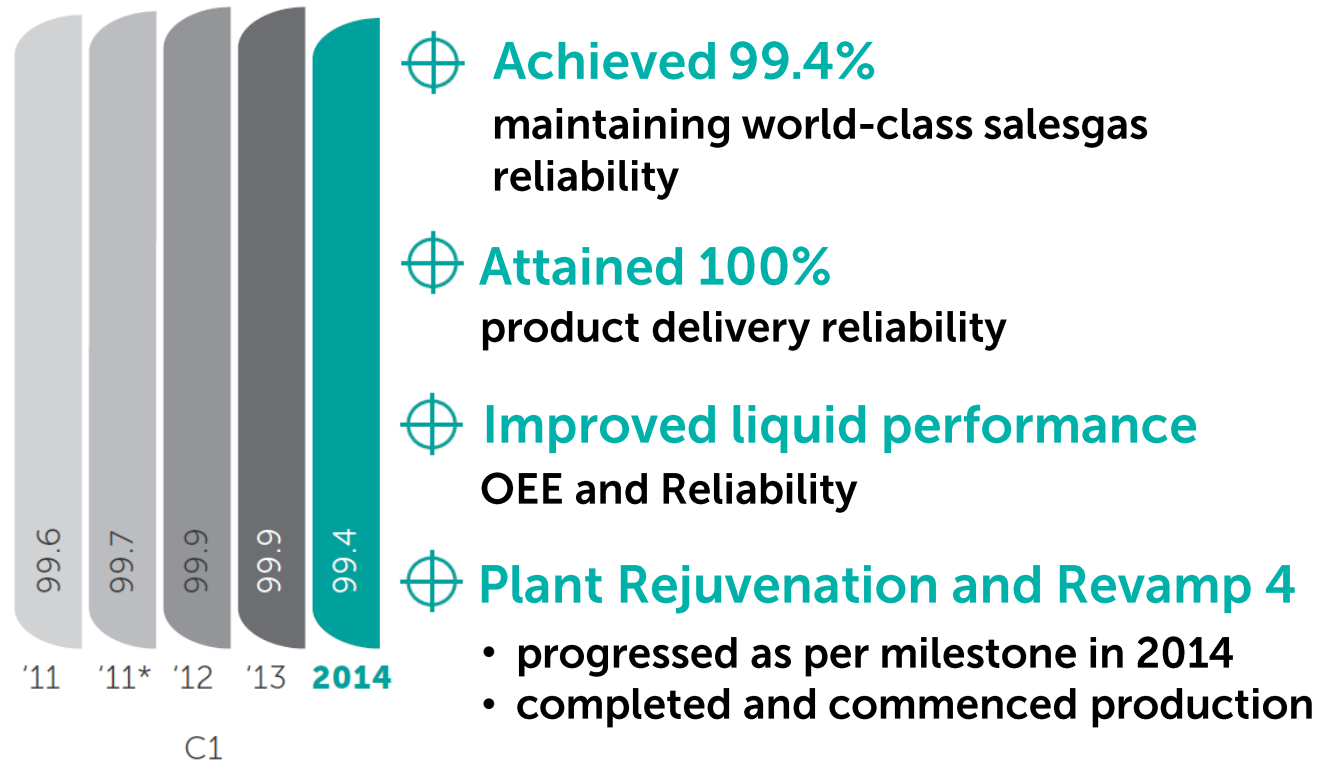 99.6
99.7
99.9
99.9
99.4
‘11
‘11*
‘12
‘13
2014
C1
Achieved 99.4%
maintaining world-class salesgas
reliability
Attained 100%
product delivery reliability
Improved liquid performance
OEE and Reliability
Plant Rejuvenation and Revamp 4
• progressed as per milestone in 2014
• completed and commenced production